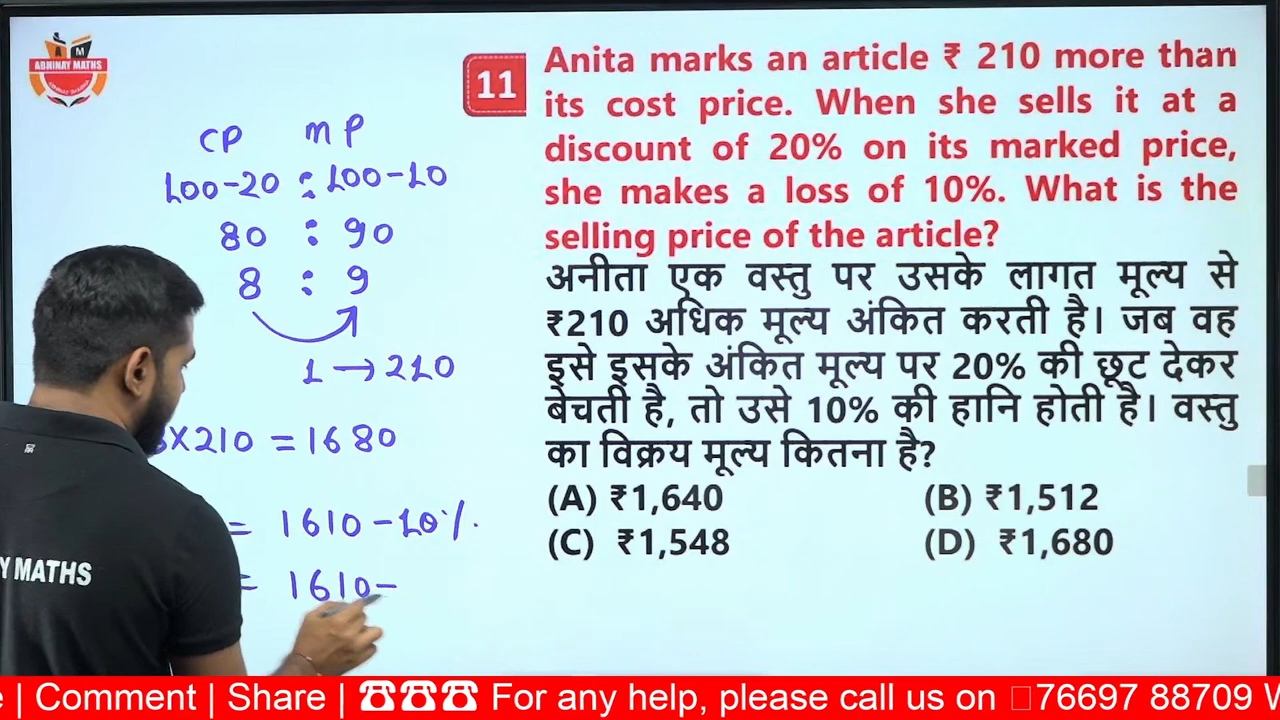 ABHINAY MATHS
11
Anita marks an article ₹ 210 more than
its cost price. When she sells it at a
discount of 20% on its marked price,
she makes a loss of 10%. What is the
selling price of the article?
अनीता एक वस्तु पर उसके लागत मूल्य से
₹210 अधिक मूल्य अंकित करती है। जब वह
इसे इसके अंकित मूल्य पर 20% की छूट देकर
बेचती है, तो उसे 10% की हानि होती है। वस्तु
का विक्रय मूल्य कितना है?
(A) ₹1,640 (B) ₹1,512
(C) ₹1,548 (D) ₹1,680
CP MP
100-20 : 100-10
80 : 90
8 : 9
1 → 210
X210 = 1680
= 1610-10%.
= 1610-
Y MATHS
e | Comment | Share | ☎☎☎ For any help, please call us on 76697 88709 W